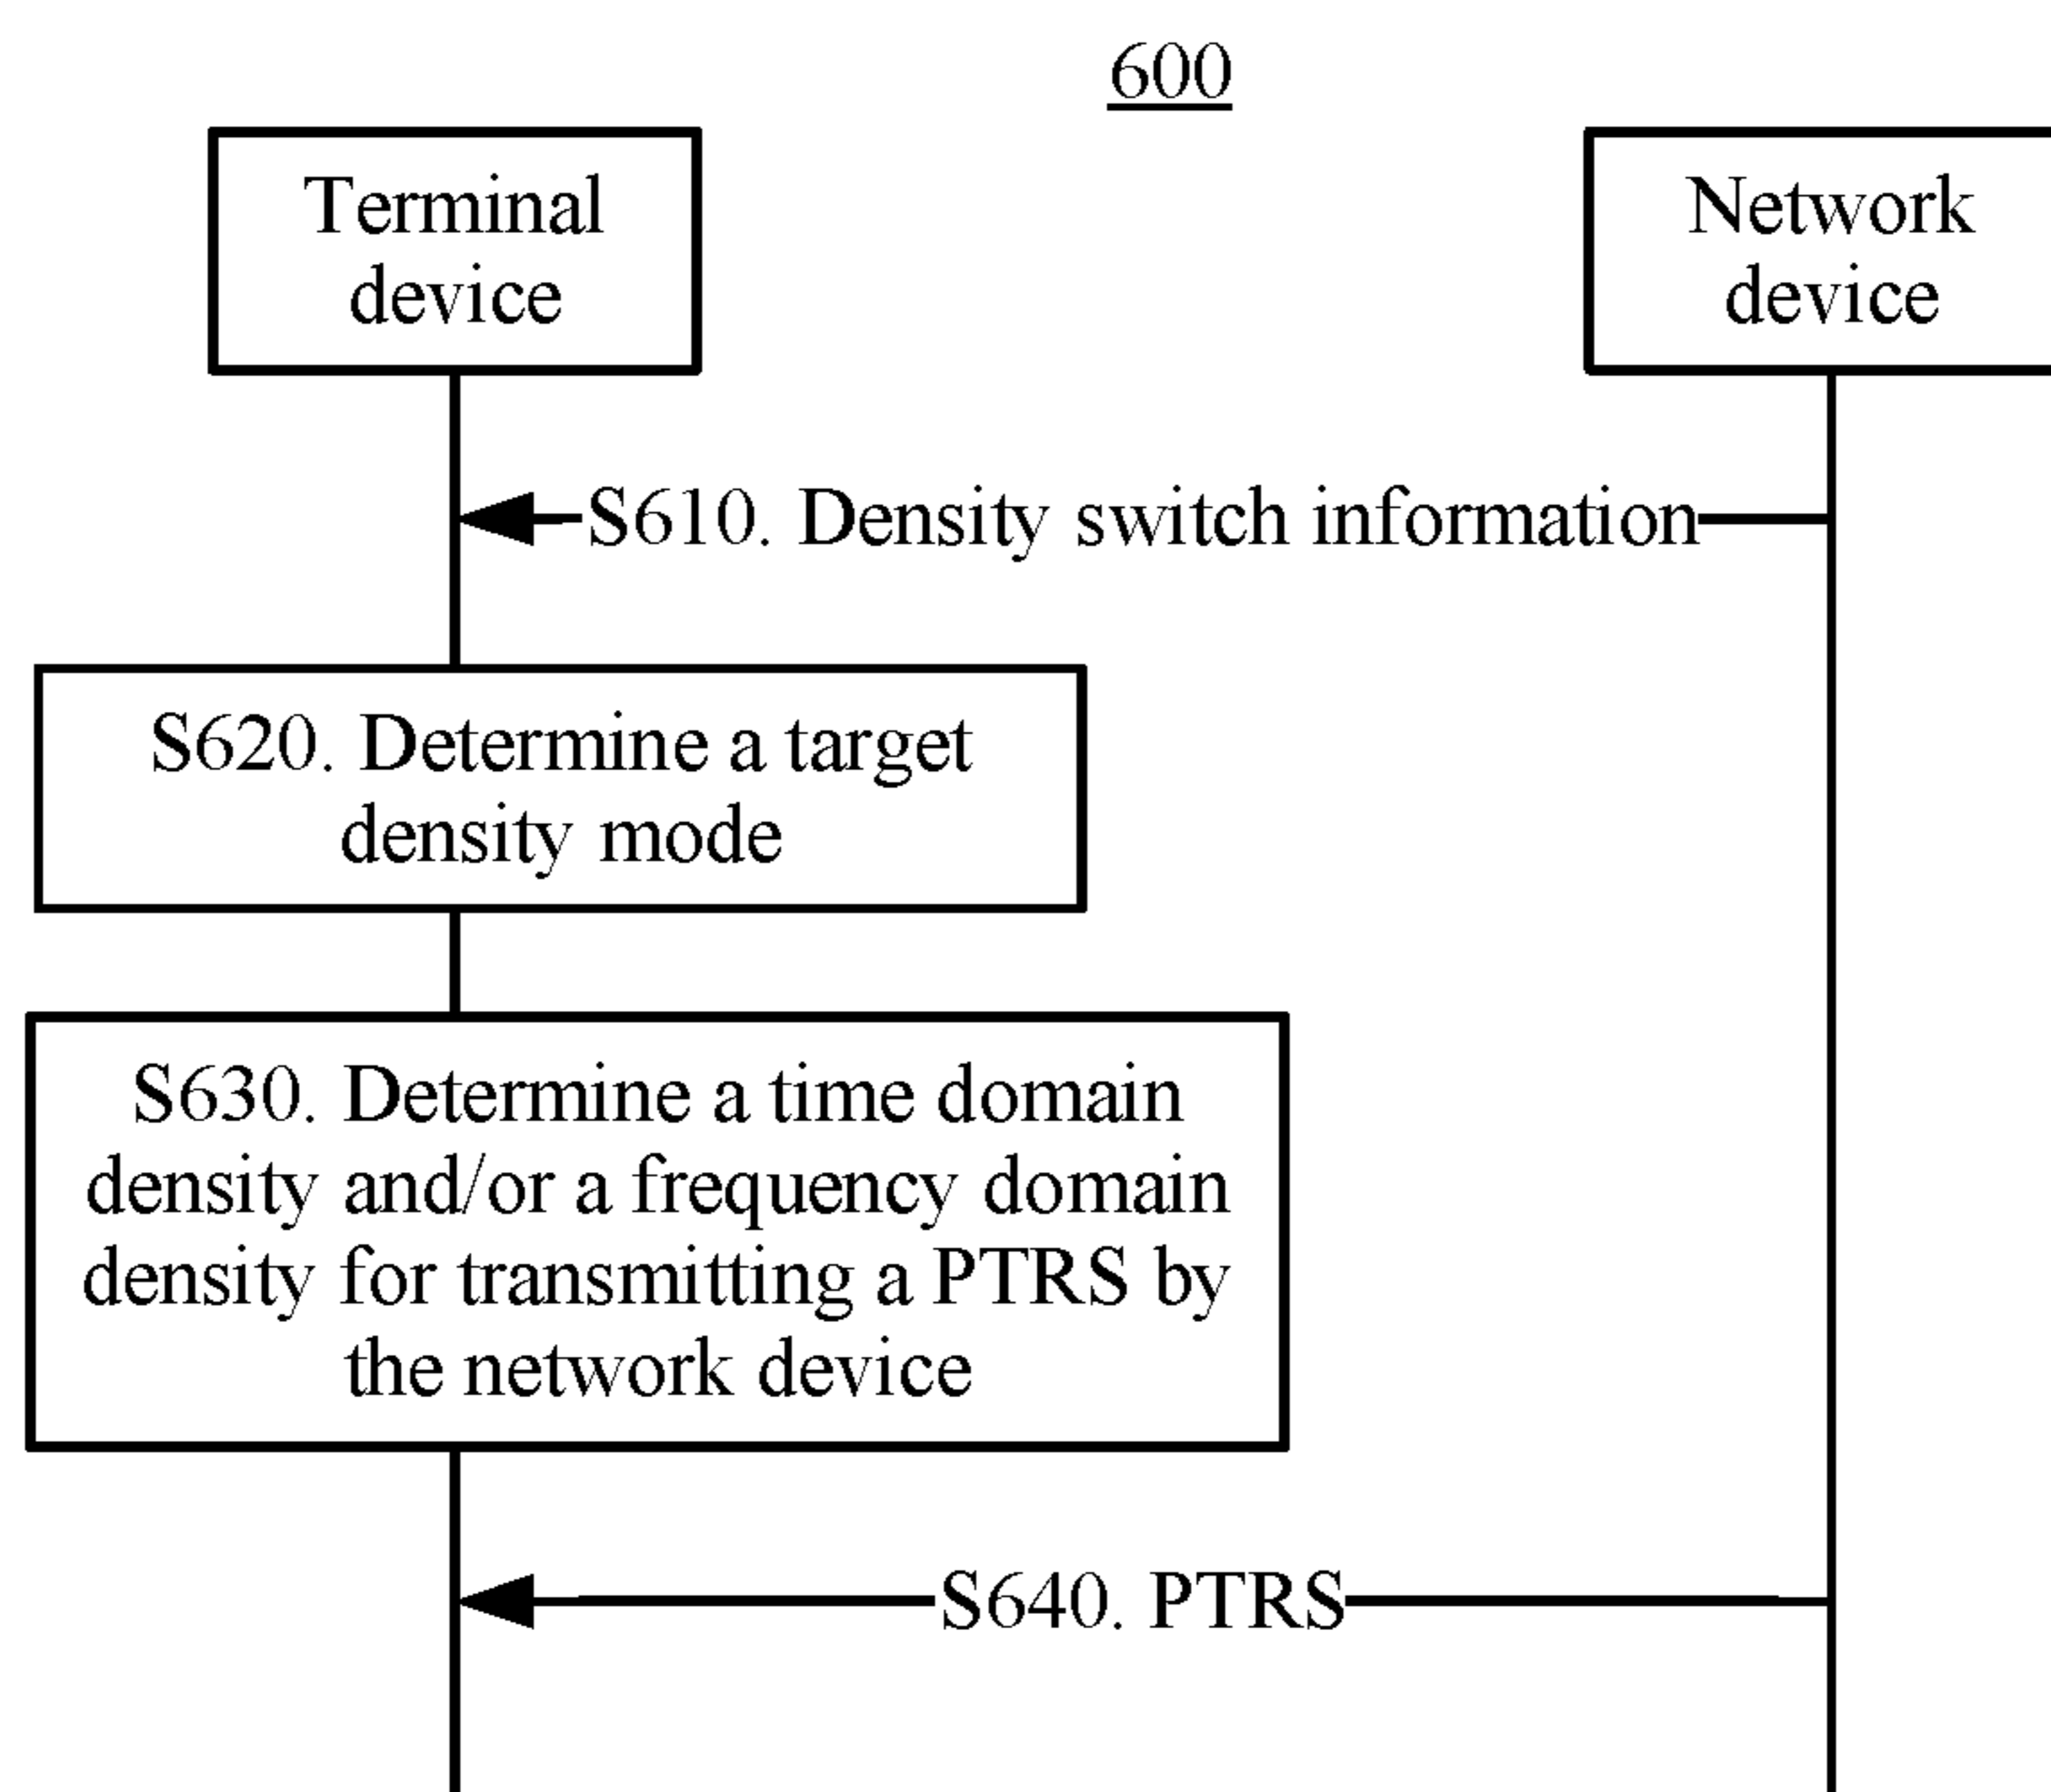 600
Terminal
device
Network
device
S610. Density switch information
S620. Determine a target
density mode
S630. Determine a time domain
density and/or a frequency domain
density for transmitting a PTRS by
the network device
S640. PTRS